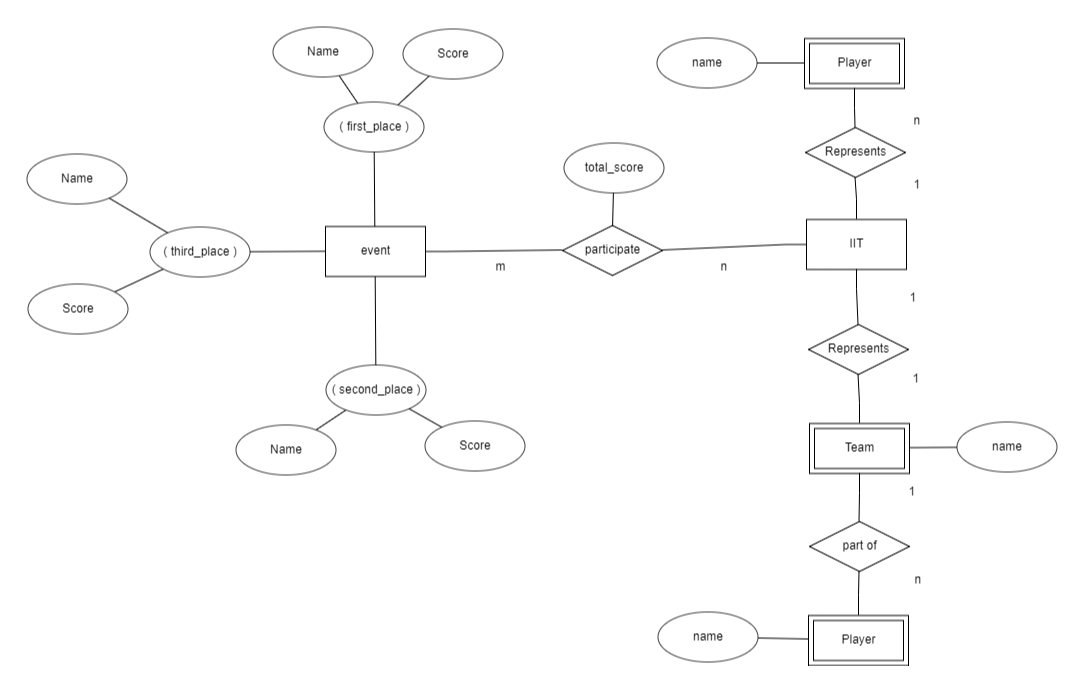 Name
Score
name
Player
( first_place )
n
Represents
total_score
Name
1
( third_place )
event
participate
IIT
m
n
Score
1
Represents
1
( second_place )
Name
Score
Team
name
1
part of
n
name
Player